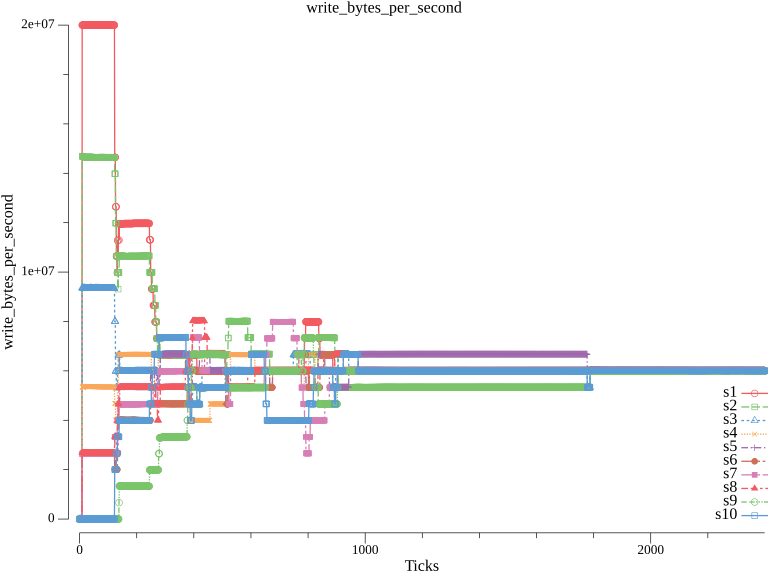 write_bytes_per_second
2e+07
1e+07
0
write_bytes_per_second
0
1000
2000
Ticks
s1
s2
s3
s4
s5
s6
s7
s8
s9
s10